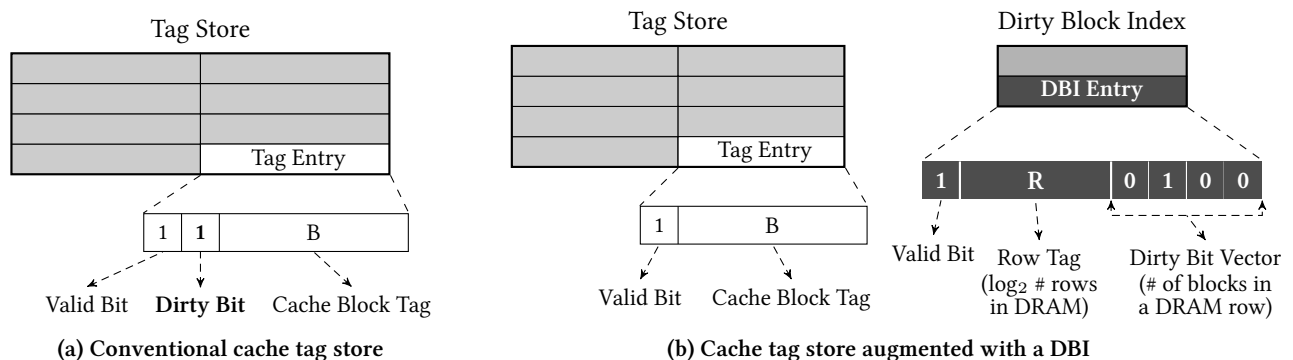 Tag Store
Tag Entry
1 1 B
Valid Bit Dirty Bit Cache Block Tag
(a) Conventional cache tag store
Tag Store
Tag Entry
1 B
Valid Bit Cache Block Tag
Dirty Block Index
DBI Entry
1 R 0 1 0 0
Valid Bit
Row Tag
(log₂ # rows
in DRAM)
Dirty Bit Vector
(# of blocks in
a DRAM row)
(b) Cache tag store augmented with a DBI